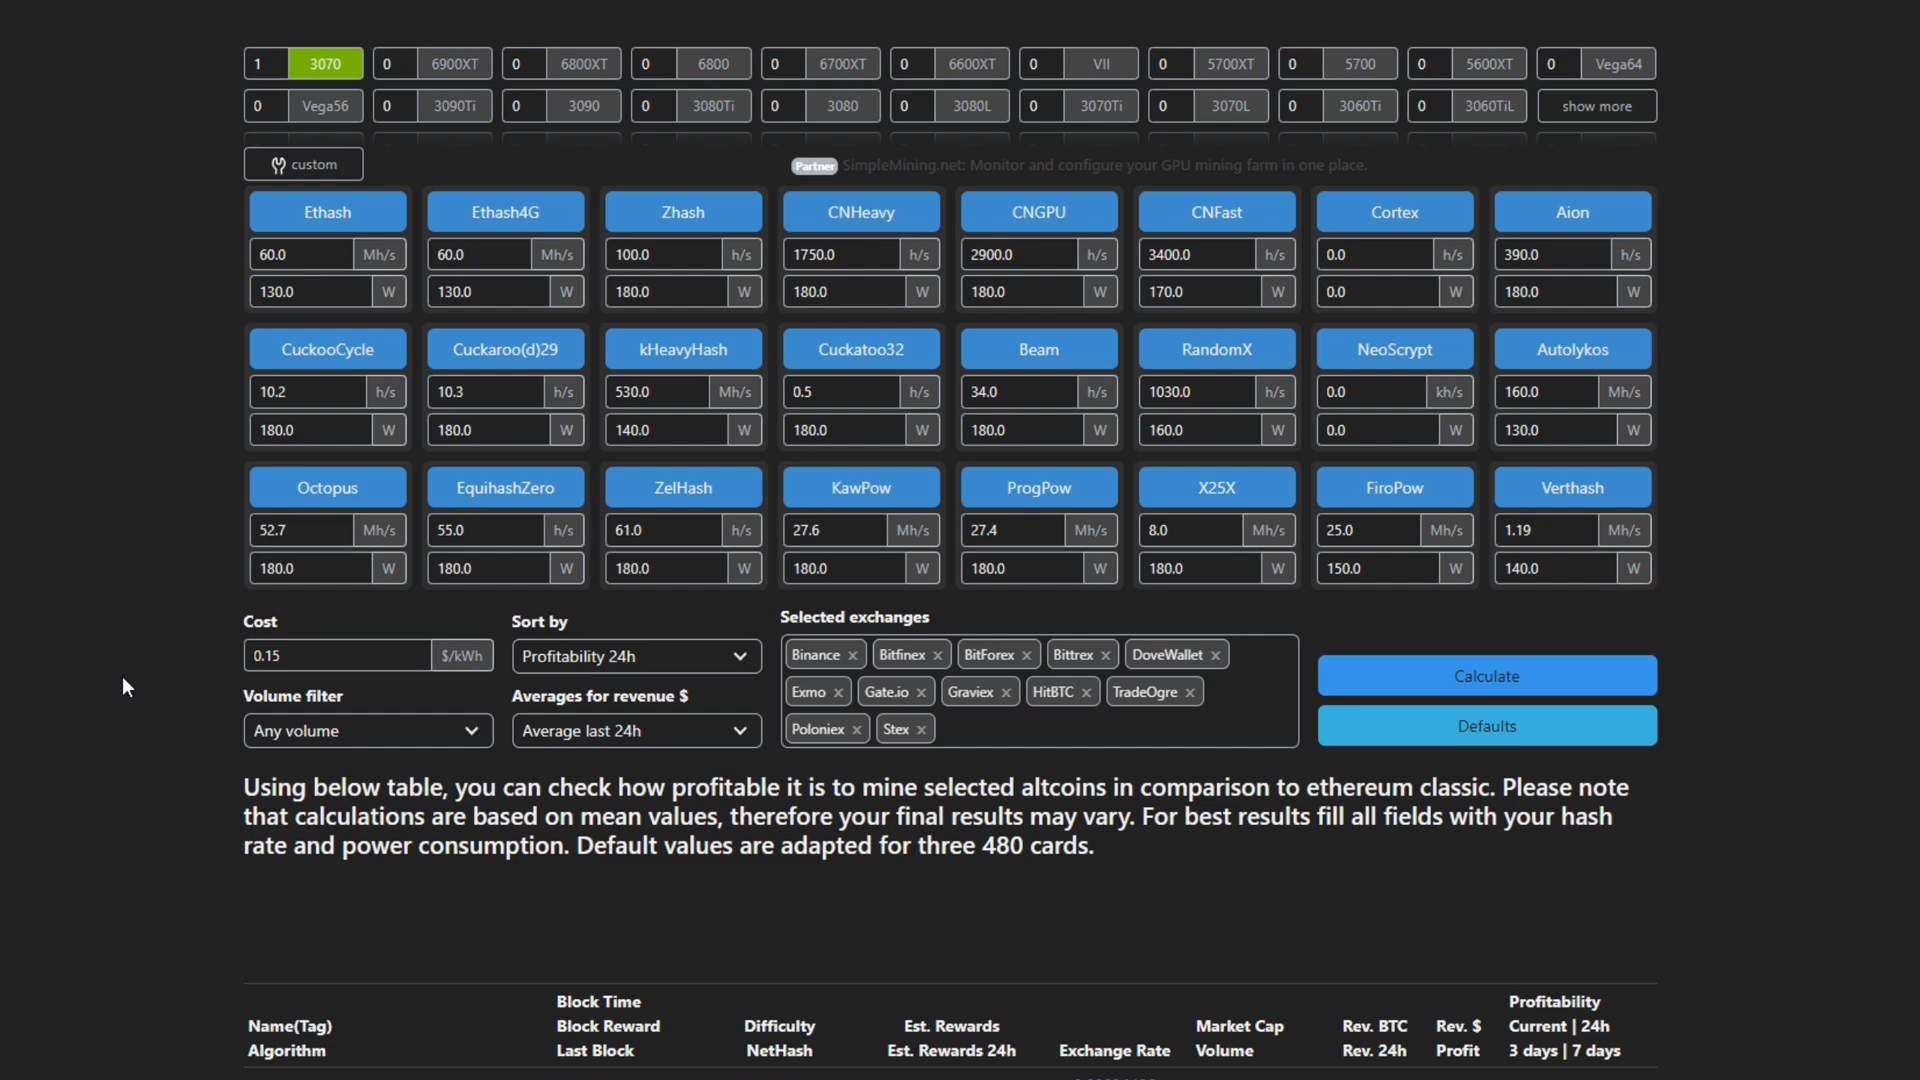 1 3070 0 6900XT 0 6800XT 0 6800 0 6700XT 0 6600XT 0 VII 0 5700XT 0 5700 0 5600XT 0 Vega64
0 Vega56 0 3090Ti 0 3090 0 3080Ti 0 3080 0 3080L 0 3070Ti 0 3070L 0 3060Ti 0 3060TiL show more
custom Partner SimpleMining.net: Monitor and configure your GPU mining farm in one place.
Ethash Ethash4G Zhash CNHeavy CNGPU CNFast Cortex Aion
60.0 Mh/s 60.0 Mh/s 100.0 h/s 1750.0 h/s 2900.0 h/s 3400.0 h/s 0.0 h/s 390.0 h/s
130.0 W 130.0 W 180.0 W 180.0 W 180.0 W 170.0 W 0.0 W 180.0 W
CuckooCycle Cuckaroo(d)29 kHeavyHash Cuckatoo32 Beam RandomX NeoScrypt Autolykos
10.2 h/s 10.3 h/s 530.0 Mh/s 0.5 h/s 34.0 h/s 1030.0 h/s 0.0 kh/s 160.0 Mh/s
180.0 W 180.0 W 140.0 W 180.0 W 180.0 W 160.0 W 0.0 W 130.0 W
Octopus EquihashZero ZelHash KawPow ProgPow X25X FiroPow Verthash
52.7 Mh/s 55.0 h/s 61.0 h/s 27.6 Mh/s 27.4 Mh/s 8.0 Mh/s 25.0 Mh/s 1.19 Mh/s
180.0 W 180.0 W 180.0 W 180.0 W 180.0 W 180.0 W 150.0 W 140.0 W
Cost Sort by Selected exchanges
0.15 $/kWh Profitability 24h Binance × Bitfinex × BitForex × Bittrex × DoveWallet ×
Calculate
Volume filter Averages for revenue $ Exmo × Gate.io × Graviex × HitBTC × TradeOgre ×
Any volume Average last 24h Poloniex × Stex × Defaults
Using below table, you can check how profitable it is to mine selected altcoins in comparison to ethereum classic. Please note
that calculations are based on mean values, therefore your final results may vary. For best results fill all fields with your hash
rate and power consumption. Default values are adapted for three 480 cards.
Block Time Profitability
Name(Tag) Block Reward Difficulty Est. Rewards Market Cap Rev. BTC Rev. $ Current | 24h
Algorithm Last Block NetHash Est. Rewards 24h Exchange Rate Volume Rev. 24h Profit 3 days | 7 days